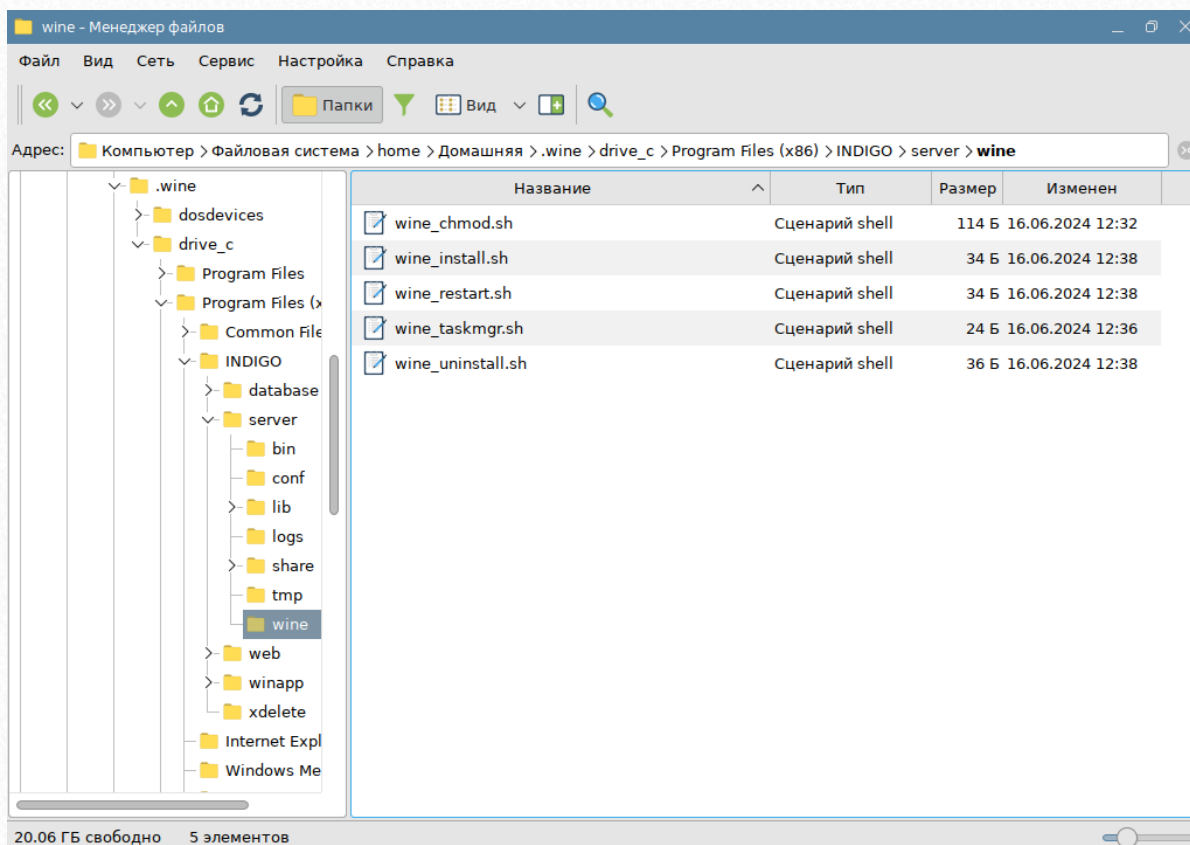 wine - Менеджер файлов
Файл Вид Сеть Сервис Настройка Справка
Папки Вид
Адрес: Компьютер > Файловая система > home > Домашняя > .wine > drive_c > Program Files (x86) > INDIGO > server > wine
.wine
dosdevices
drive_c
Program Files
Program Files (x
Common File
INDIGO
database
server
bin
conf
lib
logs
share
tmp
wine
web
winapp
xdelete
Internet Expl
Windows Me
Название Тип Размер Изменен
wine_chmod.sh Сценарий shell 114 Б 16.06.2024 12:32
wine_install.sh Сценарий shell 34 Б 16.06.2024 12:38
wine_restart.sh Сценарий shell 34 Б 16.06.2024 12:38
wine_taskmgr.sh Сценарий shell 24 Б 16.06.2024 12:36
wine_uninstall.sh Сценарий shell 36 Б 16.06.2024 12:38
20.06 ГБ свободно 5 элементов